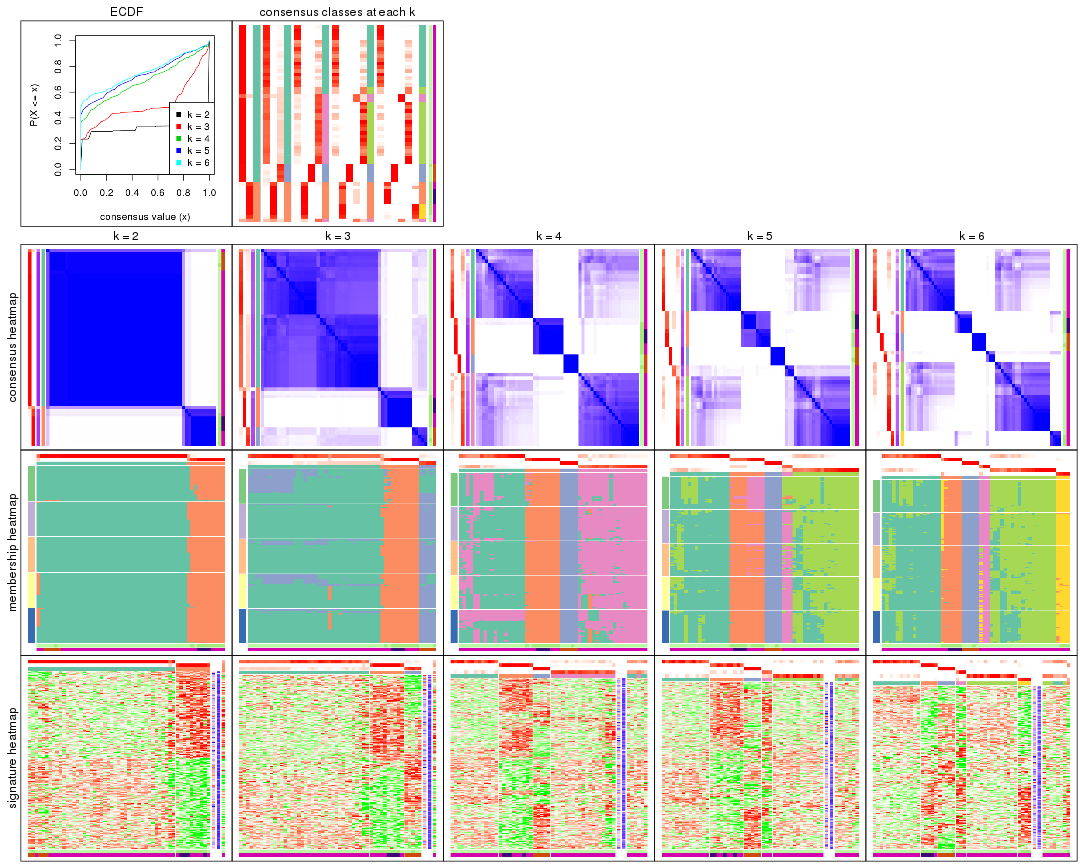 ECDF
consensus classes at each k
P(X <= x)
0.0 0.2 0.4 0.6 0.8 1.0
k = 2
k = 3
k = 4
k = 5
k = 6
0.0 0.2 0.4 0.6 0.8 1.0
consensus value (x)
k = 2
k = 3
k = 4
k = 5
k = 6
consensus heatmap
membership heatmap
signature heatmap